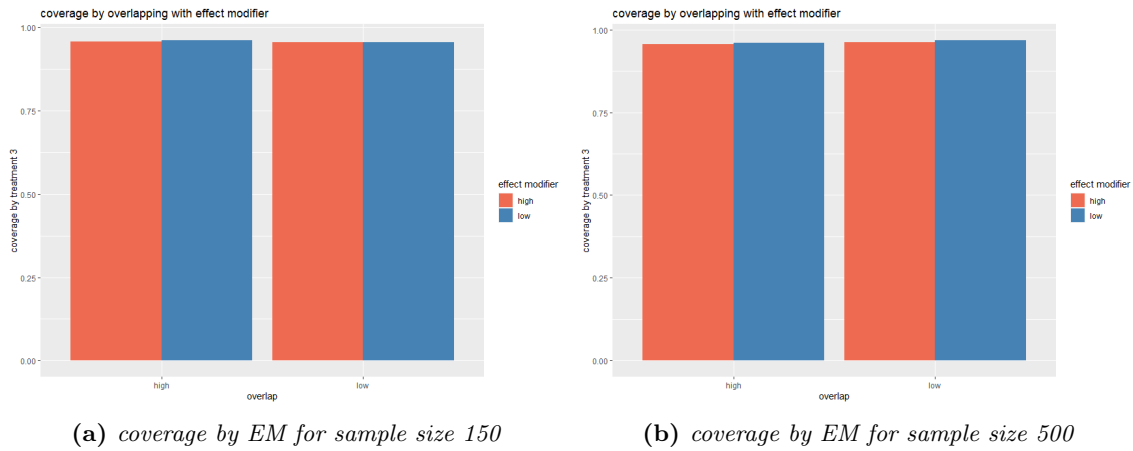 coverage by overlapping with effect modifier
1.00
0.75
0.50
0.25
0.00
coverage by treatment 3
high
low
overlap
effect modifier
high
low
(a) coverage by EM for sample size 150
coverage by overlapping with effect modifier
1.00
0.75
0.50
0.25
0.00
coverage by treatment 3
high
low
overlap
effect modifier
high
low
(b) coverage by EM for sample size 500